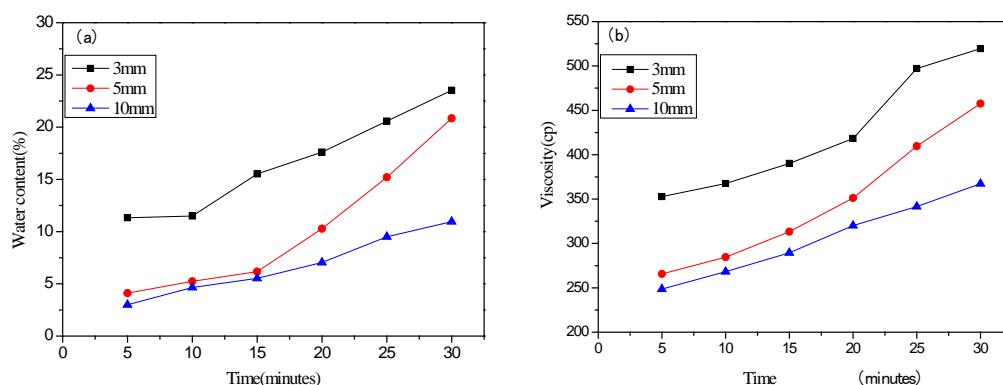 (a)
3mm
5mm
10mm
Water content(%)
30
25
20
15
10
5
0
0 5 10 15 20 25 30
Time(minutes)
(b)
3mm
5mm
10mm
Viscosity(cp)
550
500
450
400
350
300
250
200
0 5 10 15 20 25 30
Time (minutes)